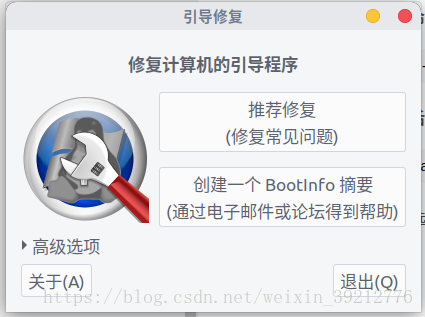 引导修复
修复计算机的引导程序
推荐修复
(修复常见问题)
创建一个 BootInfo 摘要
(通过电子邮件或论坛得到帮助)
高级选项
关于(A)
退出(Q)
https://blog.csdn.net/weixin_39212776